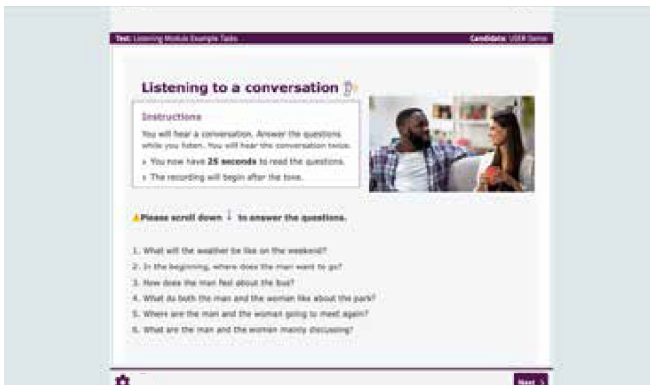 Test: Listening Module Example Tasks
Candidate: USER Demo
Listening to a conversation
Instructions
You will hear a conversation. Answer the questions
while you listen. You will hear the conversation twice.
› You now have 25 seconds to read the questions.
› The recording will begin after the tone.
Please scroll down ↓ to answer the questions.
1. What will the weather be like on the weekend?
2. In the beginning, where does the man want to go?
3. How does the man feel about the bus?
4. What do both the man and the woman like about the park?
5. Where are the man and the woman going to meet again?
6. What are the man and the woman mainly discussing?
Next >